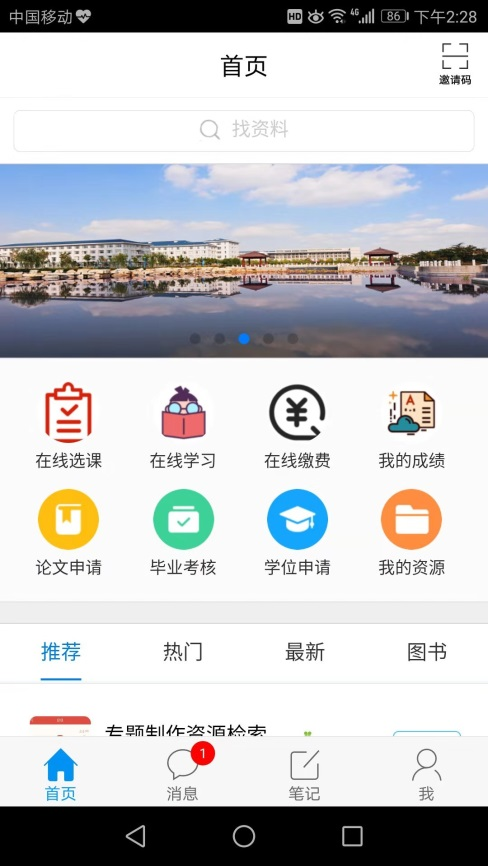 中国移动 HD 4G 86 下午2:28
首页
邀请码
找资料
在线选课 在线学习 在线缴费 我的成绩
论文申请 毕业考核 学位申请 我的资源
推荐 热门 最新 图书
专题制作资源检索
1
首页 消息 笔记 我